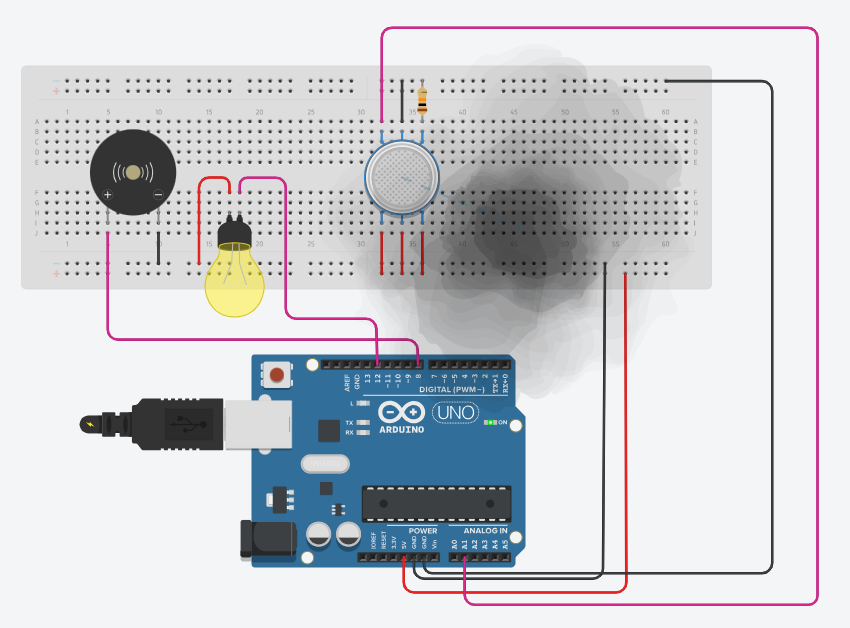 1 5 10 15 20 25 30 35 40 45 50 55 60
A A
B B
C C
D D
E E
F F
G G
H H
I I
J J
1 5 10 15 20 25 30 35 40 45 50 55 60
AREF
GND
13
12
~11
~10
~9
8
7
~6
~5
4
~3
2
TX→1
RX←0
DIGITAL (PWM~)
L
TX
RX
UNO
ARDUINO
ON
POWER
ANALOG IN
IOREF
RESET
3.3V
5V
GND
GND
Vin
A0
A1
A2
A3
A4
A5